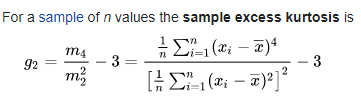 For a sample of n values the sample excess kurtosis is
g₂ = m₄ / m₂² − 3 = (1/n ∑ᵢ₌₁ⁿ (xᵢ − x̅)⁴) / [1/n ∑ᵢ₌₁ⁿ (xᵢ − x̅)²]² − 3